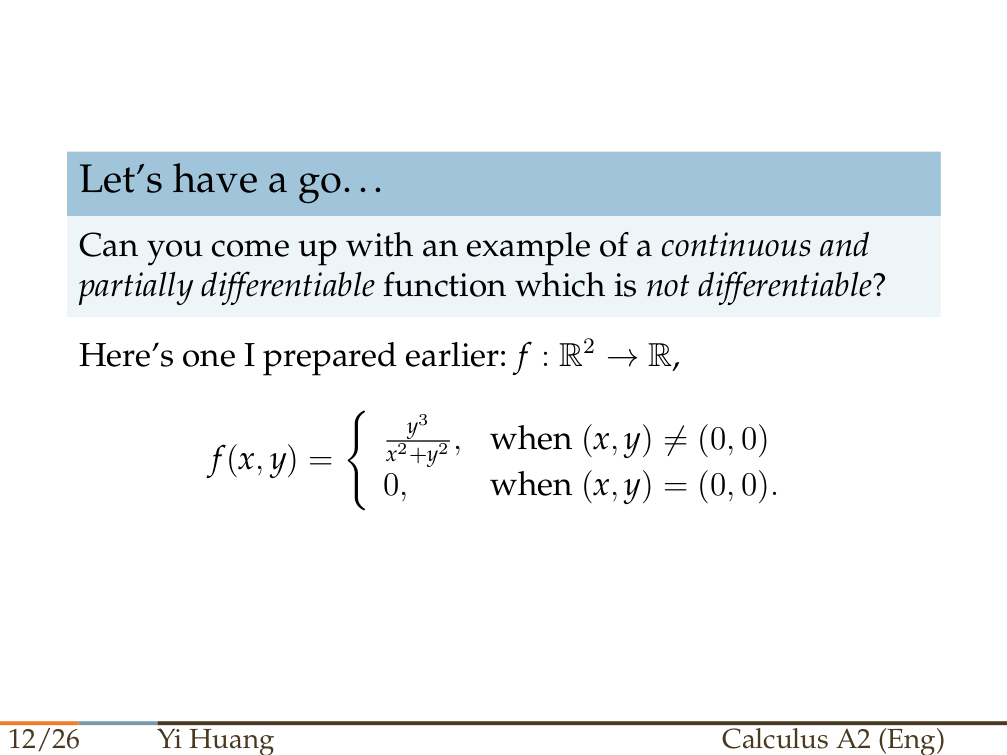 Let's have a go...
Can you come up with an example of a continuous and
partially differentiable function which is not differentiable?
Here's one I prepared earlier: f : ℝ² → ℝ,
f(x, y) = { y³/(x²+y²), when (x, y) ≠ (0, 0)
0, when (x, y) = (0, 0).
12/26 Yi Huang Calculus A2 (Eng)